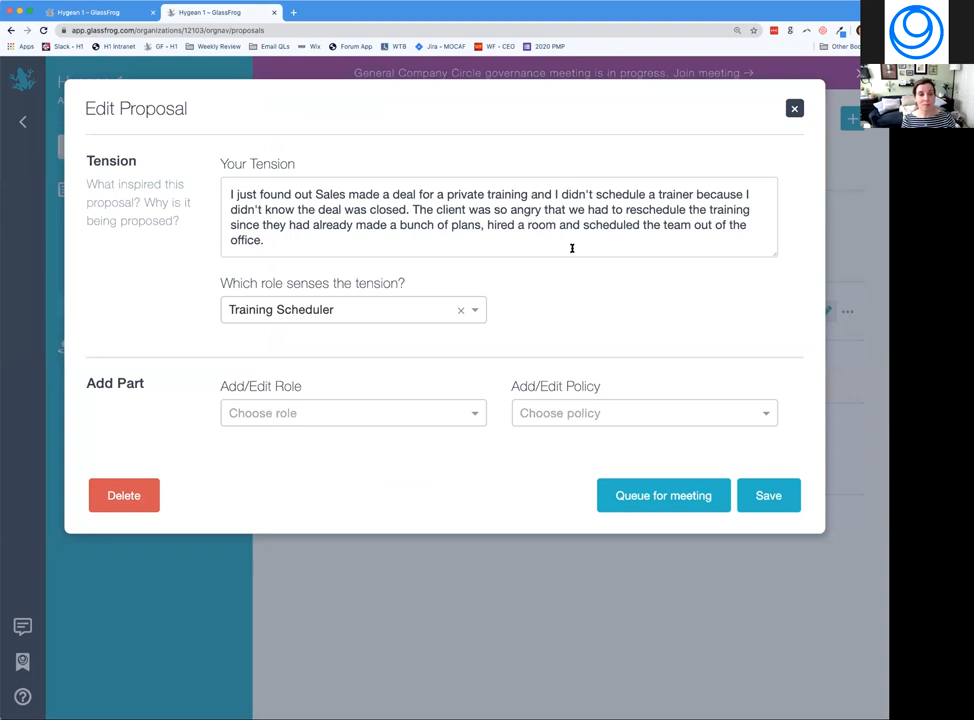 Hygean 1 – GlassFrog
Hygean 1 – GlassFrog
app.glassfrog.com/organizations/12103/orgnav/proposals
Apps
Slack - H1
H1 Intranet
GF - H1
Weekly Review
Email QLs
Wix
Forum App
WTB
Jira - MOCAF
WF - CEO
2020 PMP
Other Boo
General Company Circle governance meeting is in progress. Join meeting →
Edit Proposal
Tension
What inspired this
proposal? Why is it
being proposed?
Your Tension
I just found out Sales made a deal for a private training and I didn't schedule a trainer because I
didn't know the deal was closed. The client was so angry that we had to reschedule the training
since they had already made a bunch of plans, hired a room and scheduled the team out of the
office.
Which role senses the tension?
Training Scheduler
Add Part
Add/Edit Role
Choose role
Add/Edit Policy
Choose policy
Delete
Queue for meeting
Save